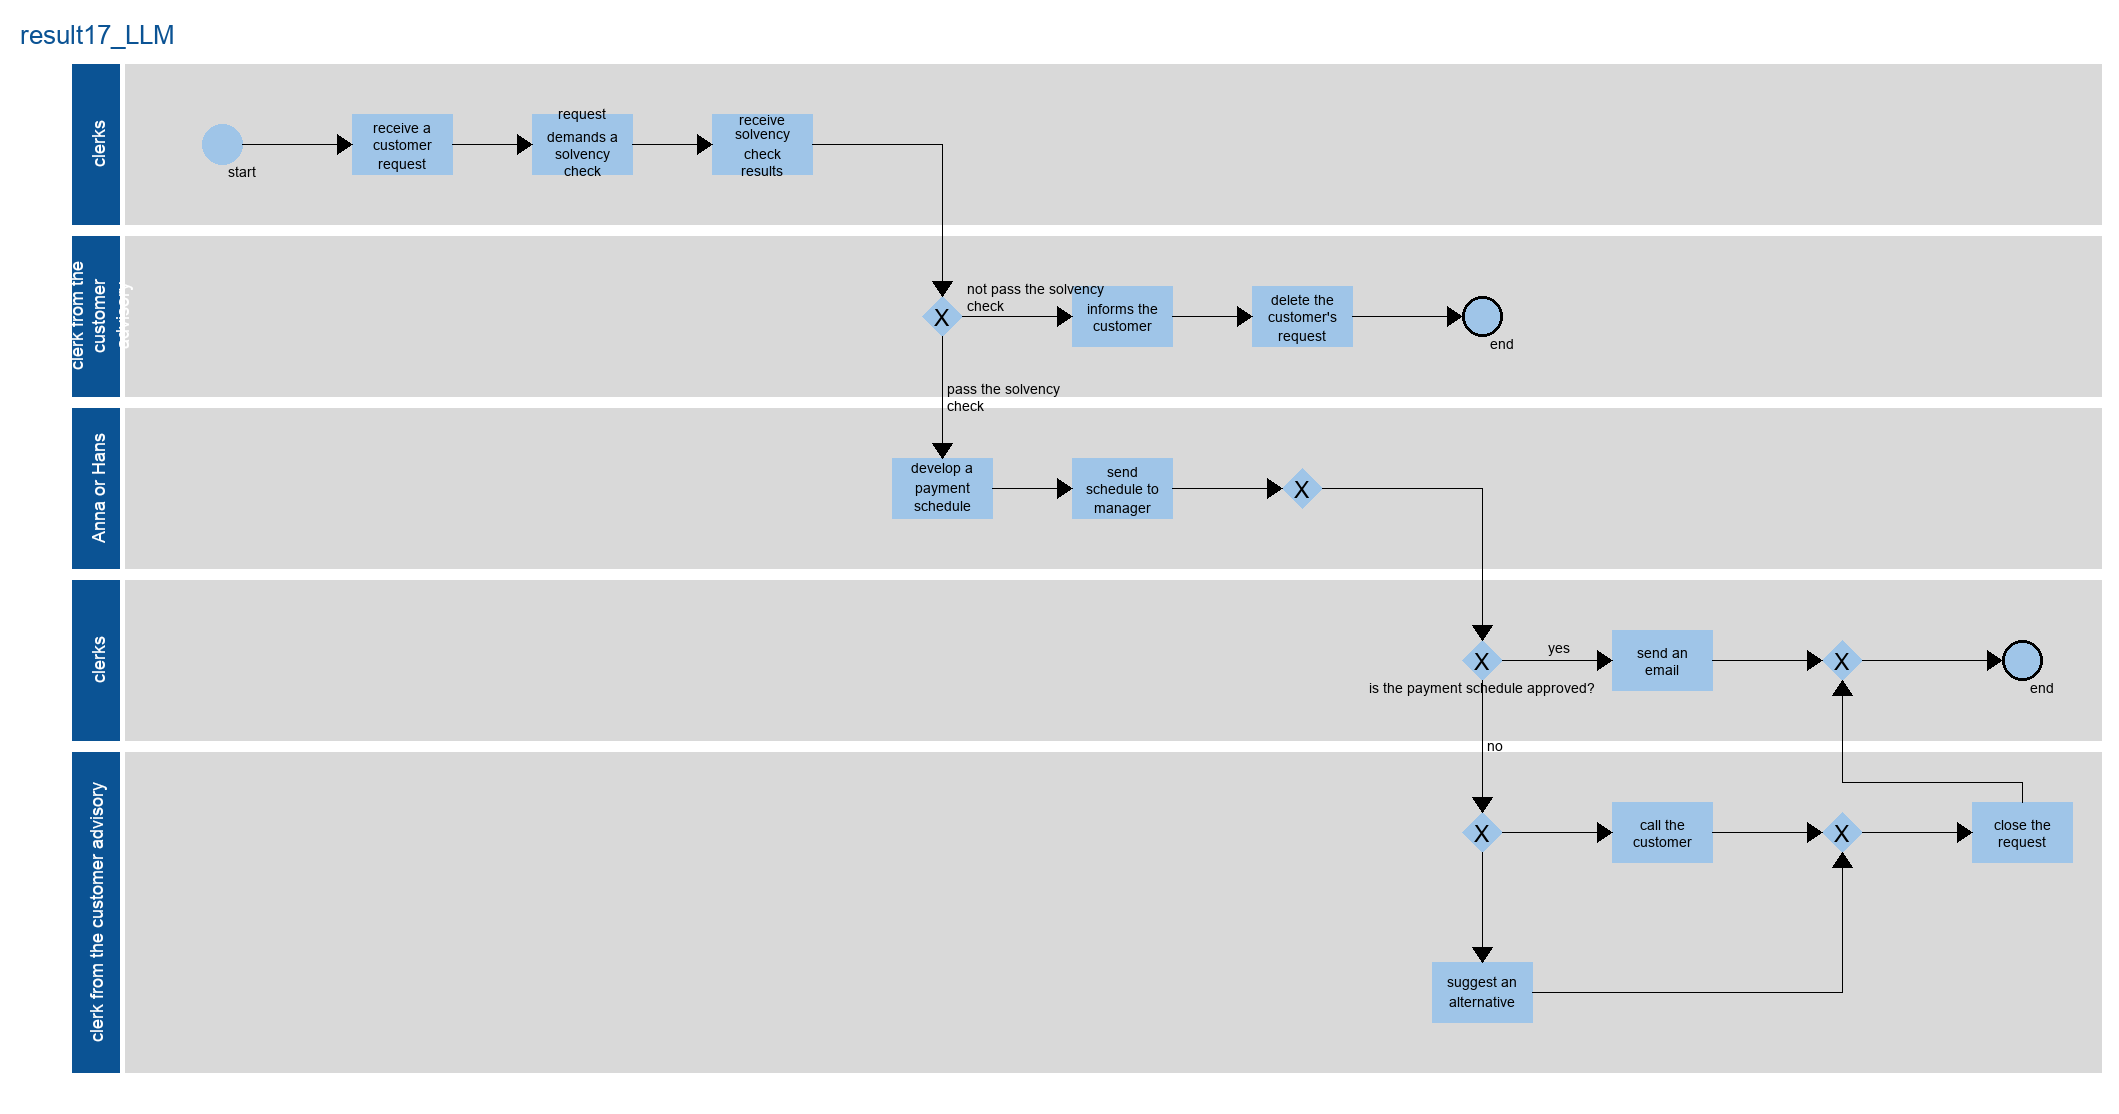 result17_LLM
clerks
start
receive a
customer
request
request
demands a
solvency
check
receive
solvency
check
results
clerk from the
customer
advisory
X
not pass the solvency
check
informs the
customer
delete the
customer's
request
end
pass the solvency
check
Anna or Hans
develop a
payment
schedule
send
schedule to
manager
X
clerks
X
is the payment schedule approved?
yes
send an
email
X
end
no
clerk from the customer advisory
X
call the
customer
X
close the
request
suggest an
alternative